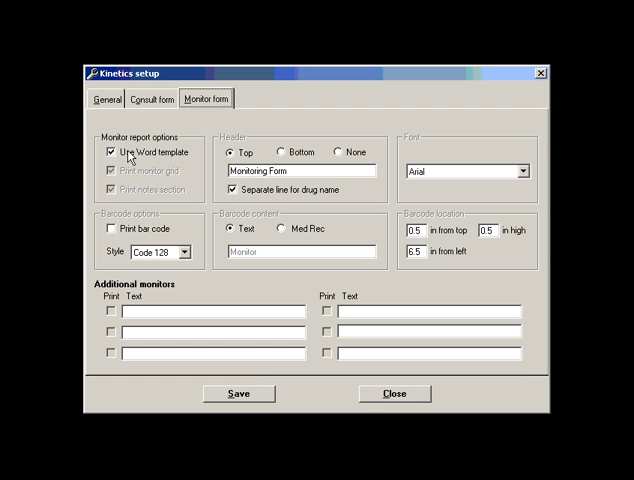 Kinetics setup
General Consult form Monitor form
Monitor report options
Use Word template
Print monitor grid
Print notes section
Header
Top Bottom None
Monitoring Form
Separate line for drug name
Font
Arial
Barcode options
Print bar code
Style Code 128
Barcode content
Text Med Rec
Monitor
Barcode location
0.5 in from top 0.5 in high
6.5 in from left
Additional monitors
Print Text Print Text
Save Close